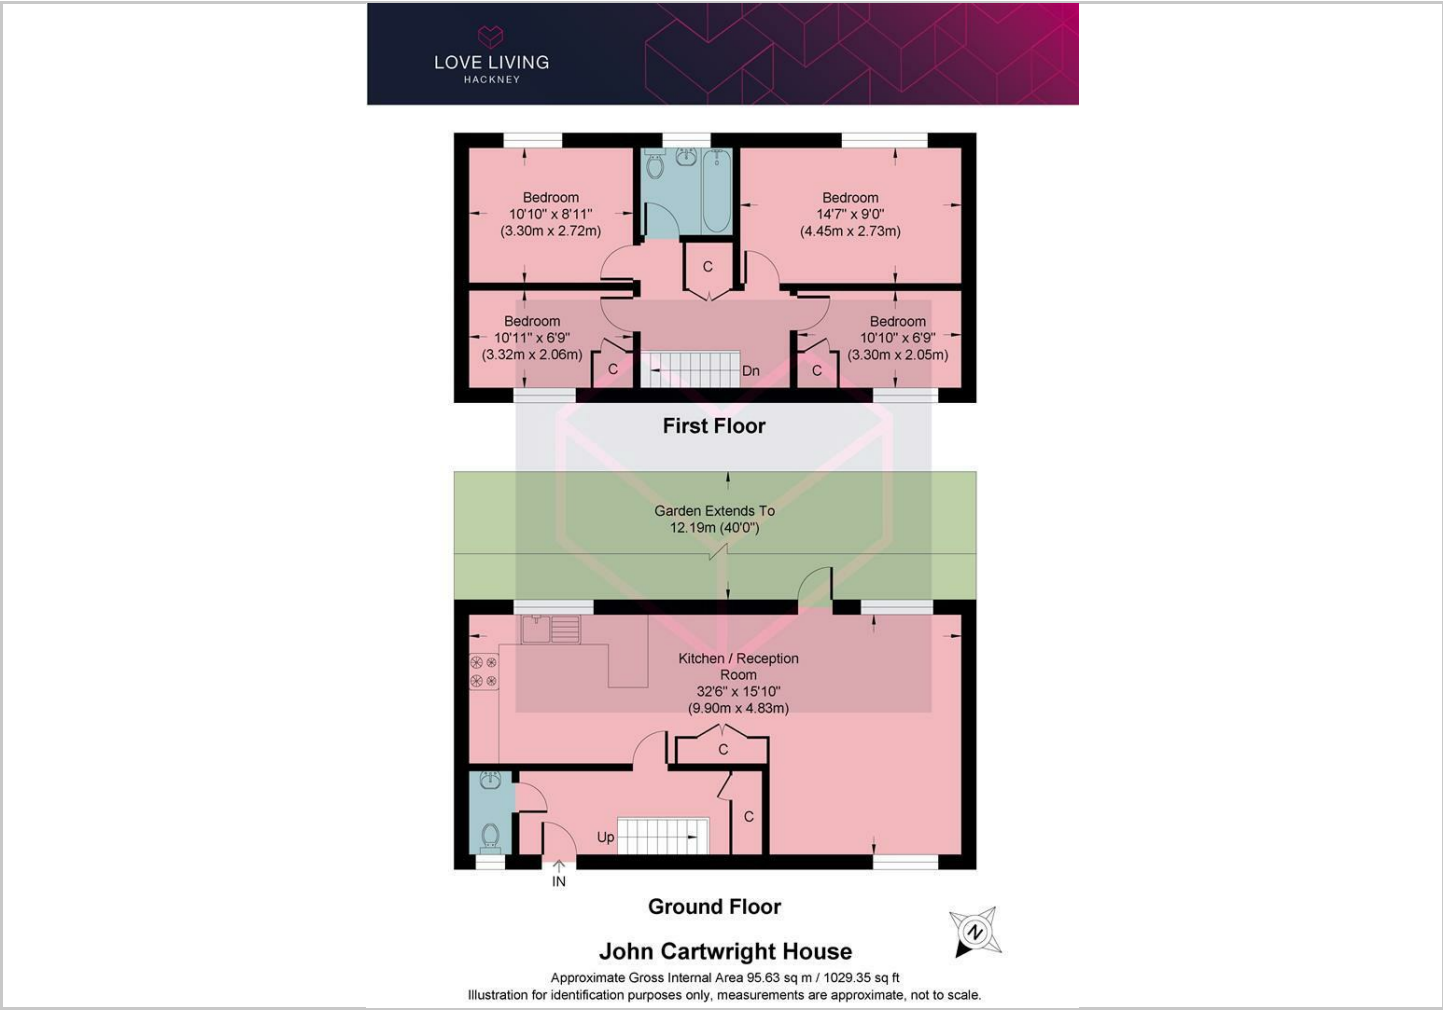 LOVE LIVING
HACKNEY
Bedroom
10'10" x 8'11"
(3.30m x 2.72m)
Bedroom
14'7" x 9'0"
(4.45m x 2.73m)
C
Bedroom
10'11" x 6'9"
(3.32m x 2.06m)
Bedroom
10'10" x 6'9"
(3.30m x 2.05m)
C
Dn
C
First Floor
Garden Extends To
12.19m (40'0")
Kitchen / Reception
Room
32'6" x 15'10"
(9.90m x 4.83m)
C
C
Up
IN
Ground Floor
N
John Cartwright House
Approximate Gross Internal Area 95.63 sq m / 1029.35 sq ft
Illustration for identification purposes only, measurements are approximate, not to scale.